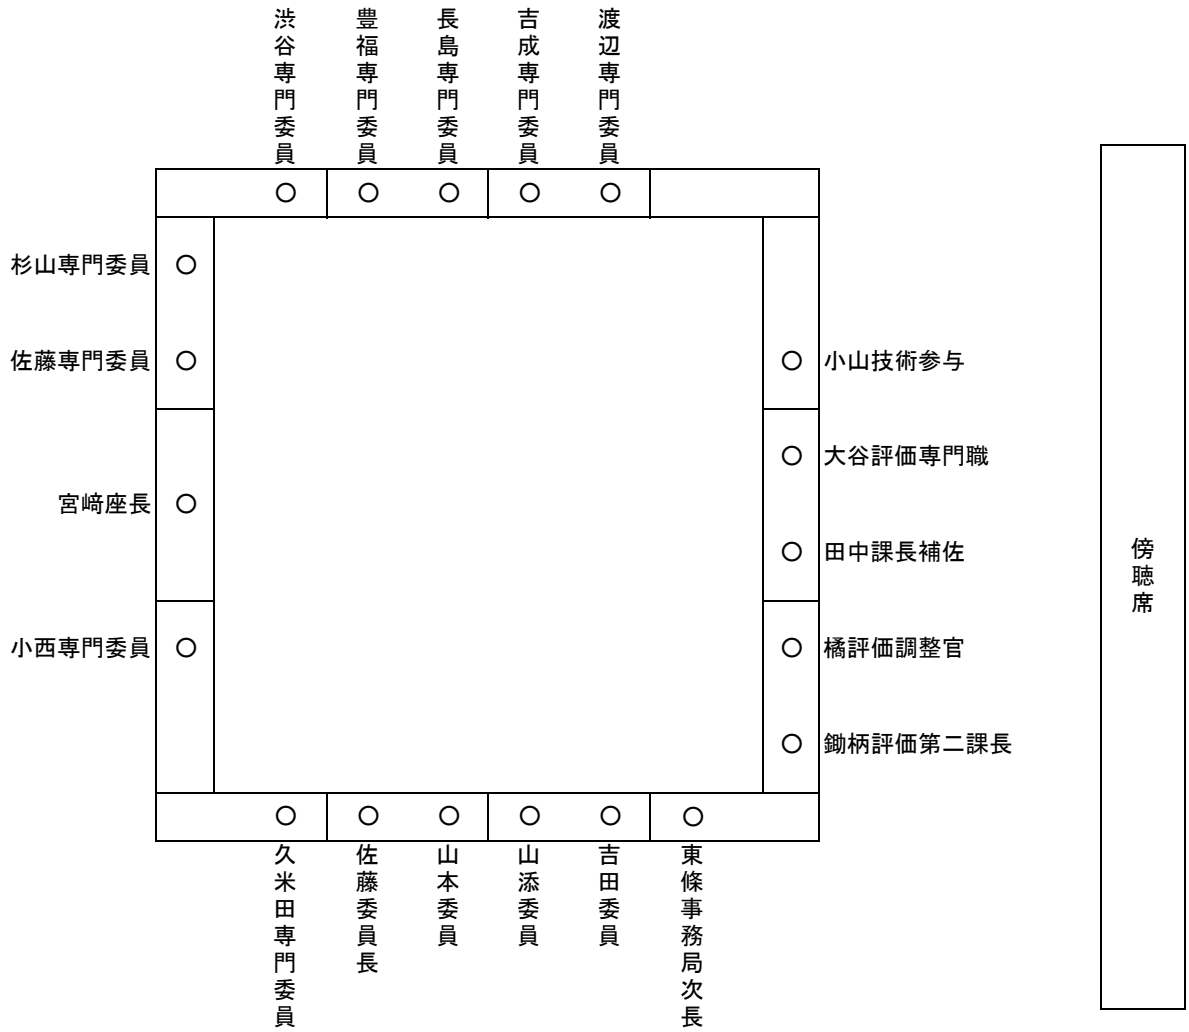 渋谷専門委員
豊福専門委員
長島専門委員
吉成専門委員
渡辺専門委員
杉山専門委員
佐藤専門委員
宮﨑座長
小西専門委員
小山技術参与
大谷評価専門職
田中課長補佐
橘評価調整官
鋤柄評価第二課長
久米田専門委員
佐藤委員長
山本委員
山添委員
吉田委員
東條事務局次長
傍聴席